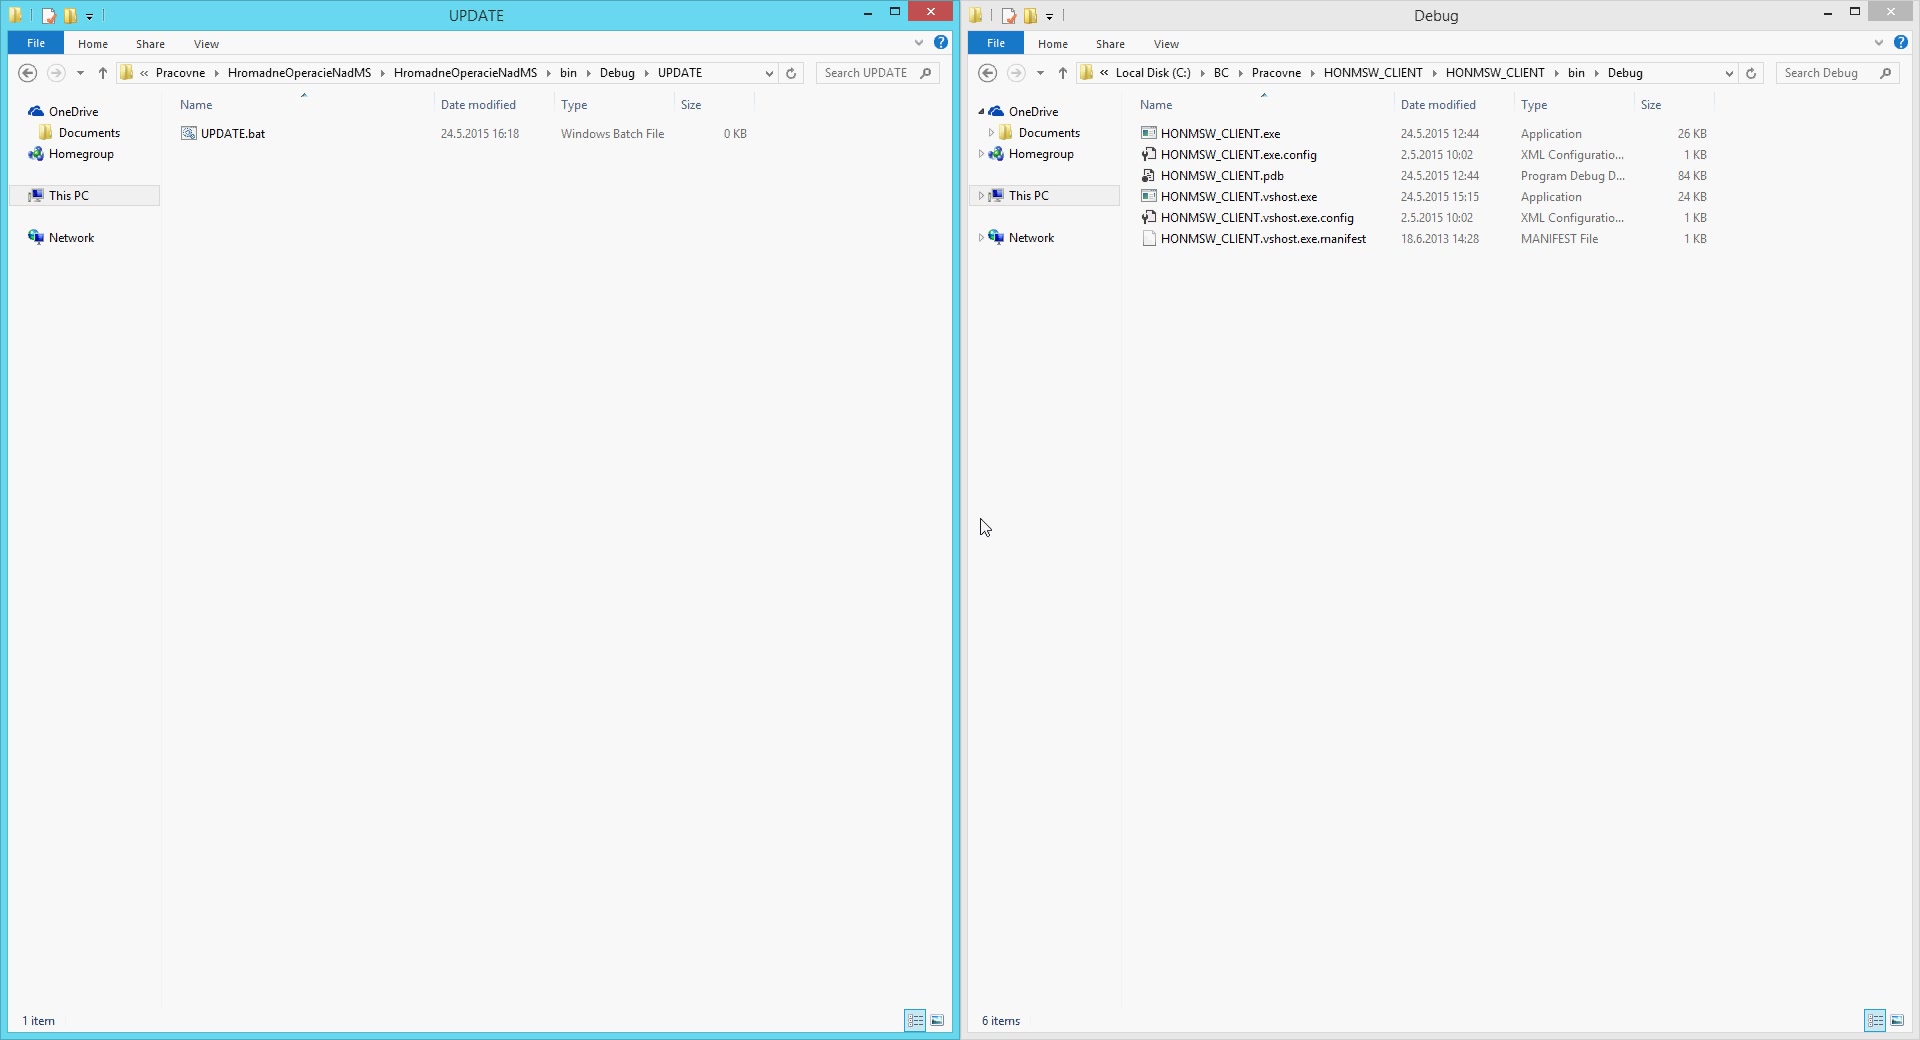 UPDATE
File Home Share View
« Pracovne HromadneOperacieNadMS HromadneOperacieNadMS bin Debug UPDATE
Search UPDATE
OneDrive
Documents
Homegroup
This PC
Network
Name Date modified Type Size
UPDATE.bat 24.5.2015 16:18 Windows Batch File 0 KB
1 item
Debug
File Home Share View
« Local Disk (C:) BC Pracovne HONMSW_CLIENT HONMSW_CLIENT bin Debug
Search Debug
OneDrive
Documents
Homegroup
This PC
Network
Name Date modified Type Size
HONMSW_CLIENT.exe 24.5.2015 12:44 Application 26 KB
HONMSW_CLIENT.exe.config 2.5.2015 10:02 XML Configuratio... 1 KB
HONMSW_CLIENT.pdb 24.5.2015 12:44 Program Debug D... 84 KB
HONMSW_CLIENT.vshost.exe 24.5.2015 15:15 Application 24 KB
HONMSW_CLIENT.vshost.exe.config 2.5.2015 10:02 XML Configuratio... 1 KB
HONMSW_CLIENT.vshost.exe.manifest 18.6.2013 14:28 MANIFEST File 1 KB
6 items